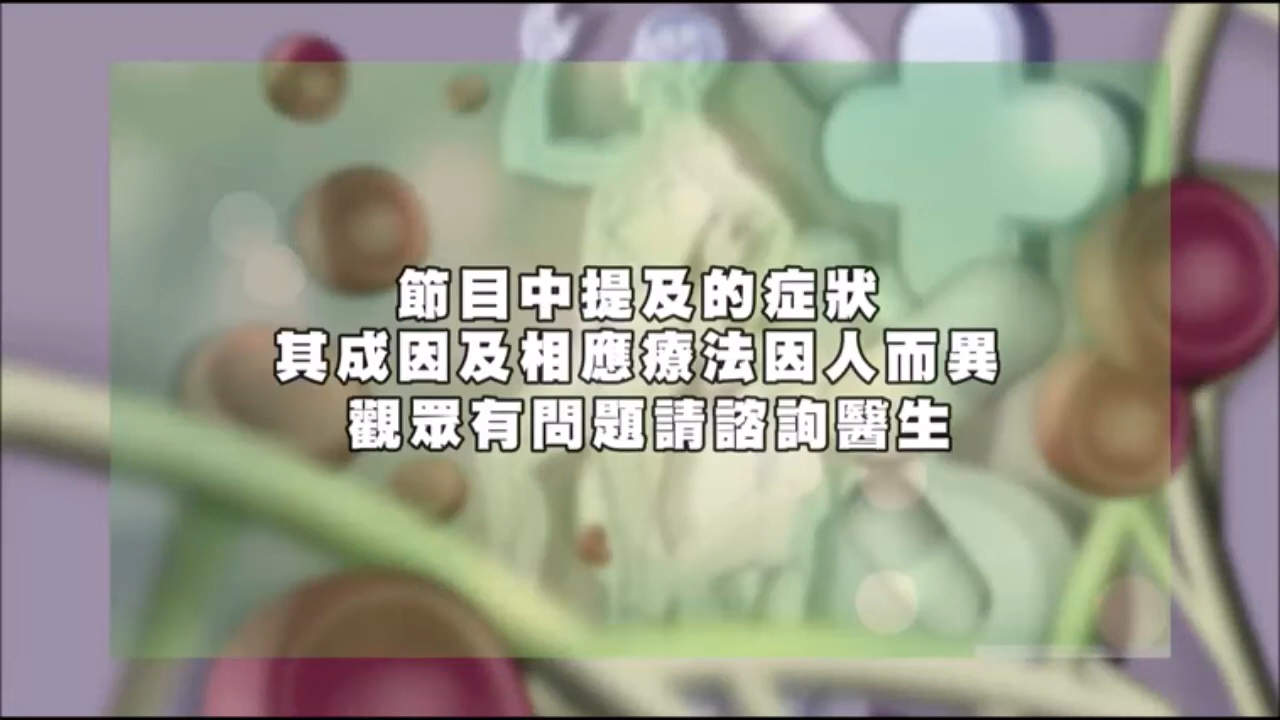 節目中提及的症狀
其成因及相應療法因人而異
觀眾有問題請諮詢醫生